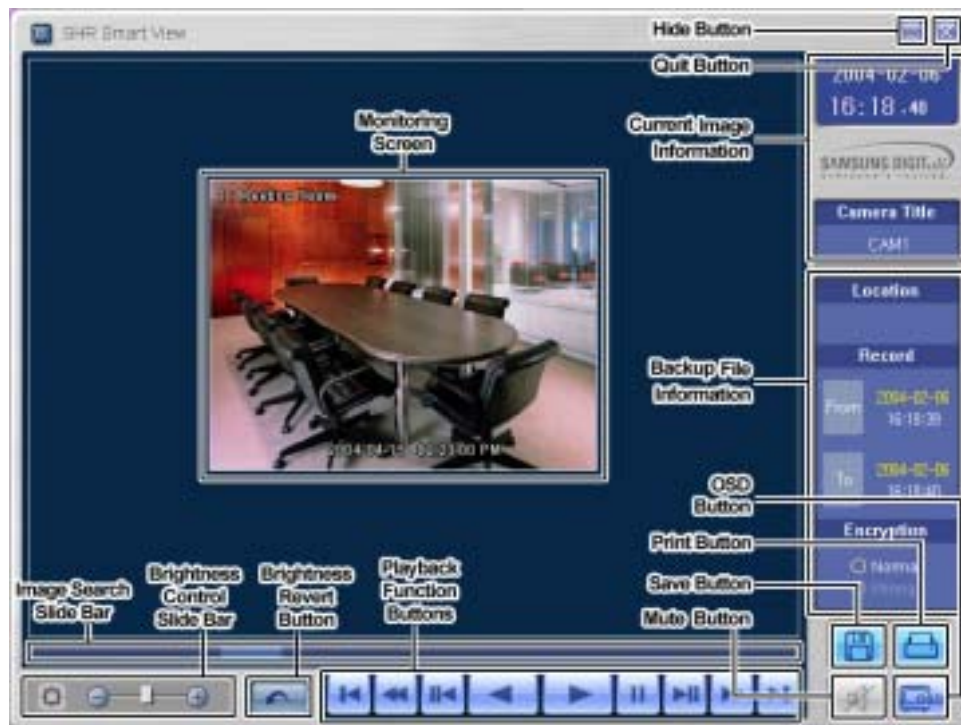 SHR Smart View
Hide Button
Quit Button
2004-02-06
16:18
Current Image
Information
SAMSUNG
Camera Title
CAM1
Monitoring
Screen
Location
Record
From
2004-02-06
16:18:39
To
2004-02-06
16:18:40
Backup File
Information
Encryption
OSD
Button
Print Button
Save Button
Mute Button
Image Search
Slide Bar
Brightness
Control
Slide Bar
Brightness
Revert
Button
Playback
Function
Buttons